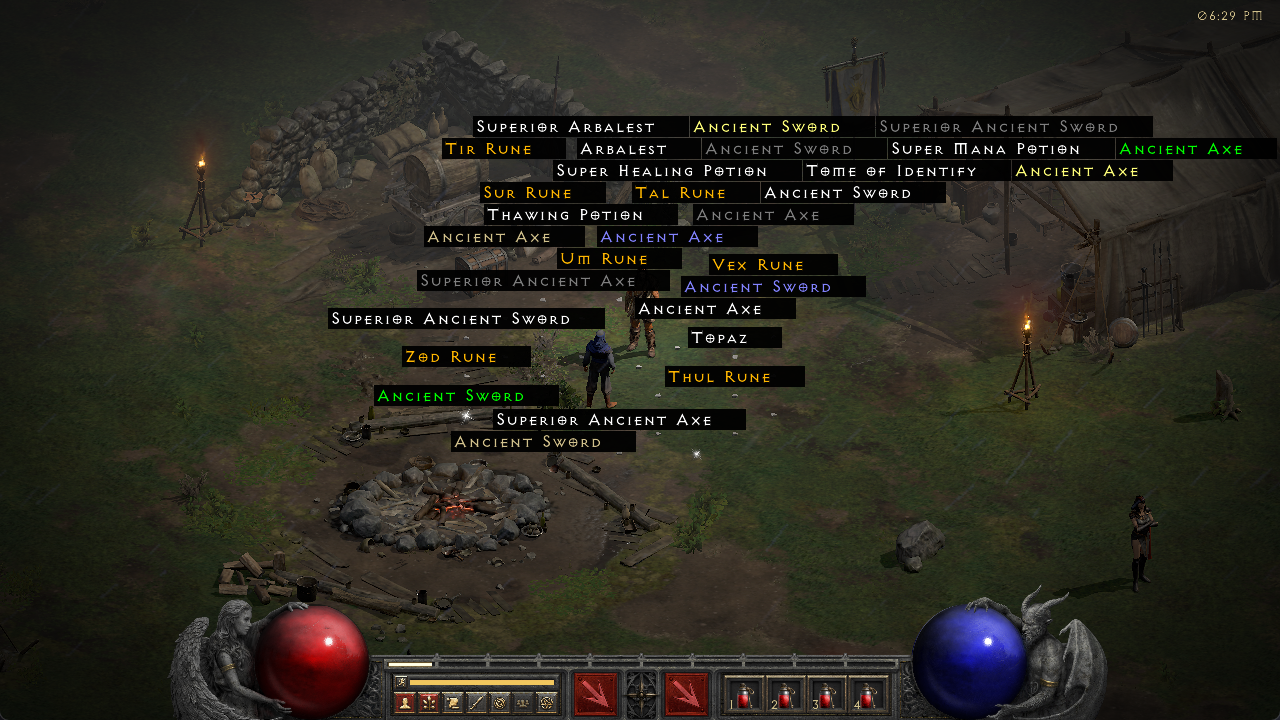 06:29 PM
Superior Arbalest Ancient Sword Superior Ancient Sword
Tir Rune Arbalest Ancient Sword Super Mana Potion Ancient Axe
Super Healing Potion Tome of Identify Ancient Axe
Sur Rune Tal Rune Ancient Sword
Thawing Potion Ancient Axe
Ancient Axe Ancient Axe
Um Rune Vex Rune
Superior Ancient Axe Ancient Sword
Superior Ancient Sword Ancient Axe
Topaz
Zod Rune
Thul Rune
Ancient Sword
Superior Ancient Axe
Ancient Sword
1 2 3 4